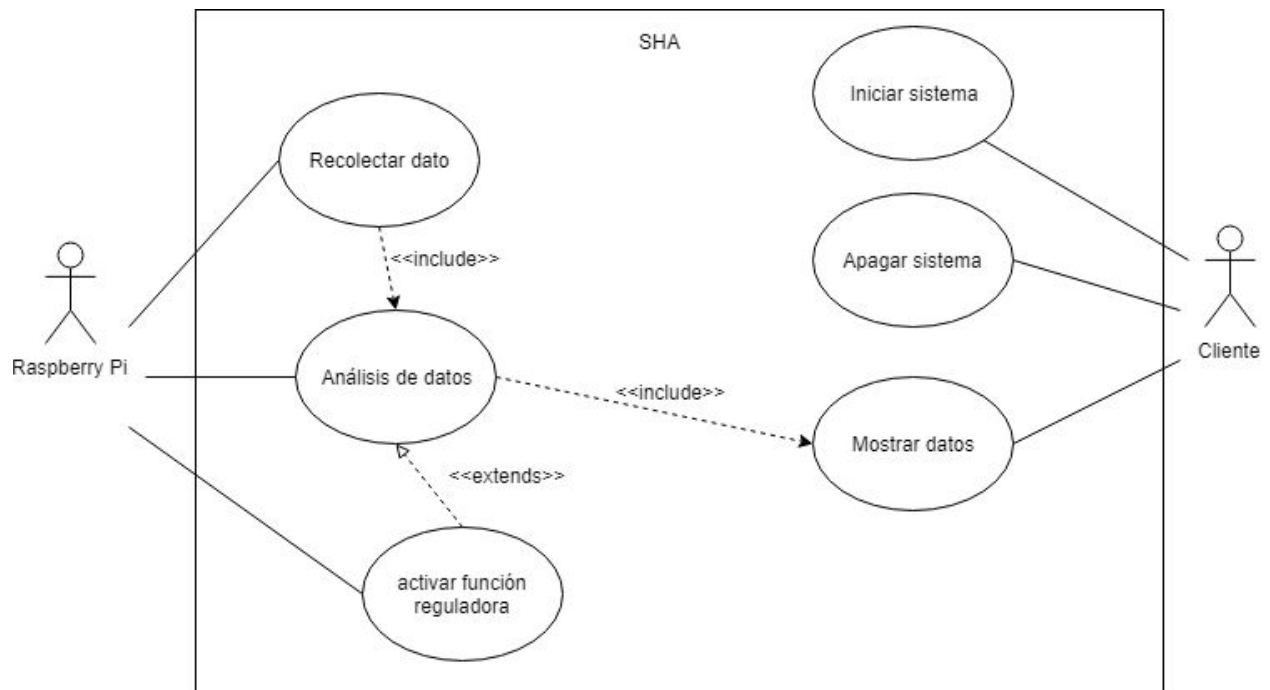 SHA
Iniciar sistema
Recolectar dato
<<include>>
Apagar sistema
Raspberry Pi
Cliente
Análisis de datos
<<include>>
Mostrar datos
<<extends>>
activar función
reguladora